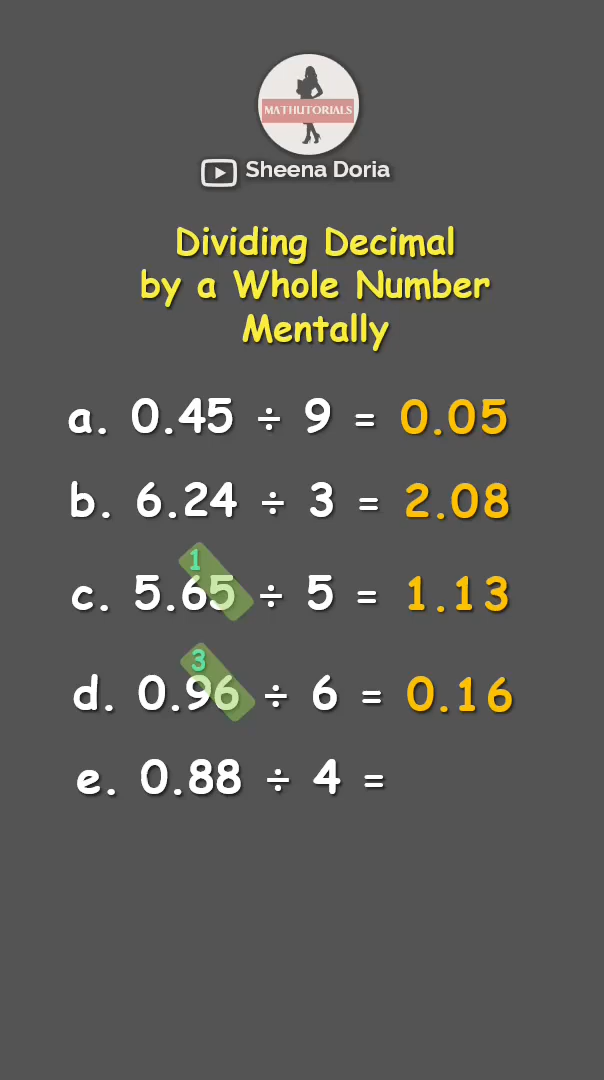 MATHUTORIALS
Sheena Doria
Dividing Decimal
by a Whole Number
Mentally
a. 0.45 ÷ 9 = 0.05
b. 6.24 ÷ 3 = 2.08
1
c. 5.65 ÷ 5 = 1.13
3
d. 0.96 ÷ 6 = 0.16
e. 0.88 ÷ 4 =